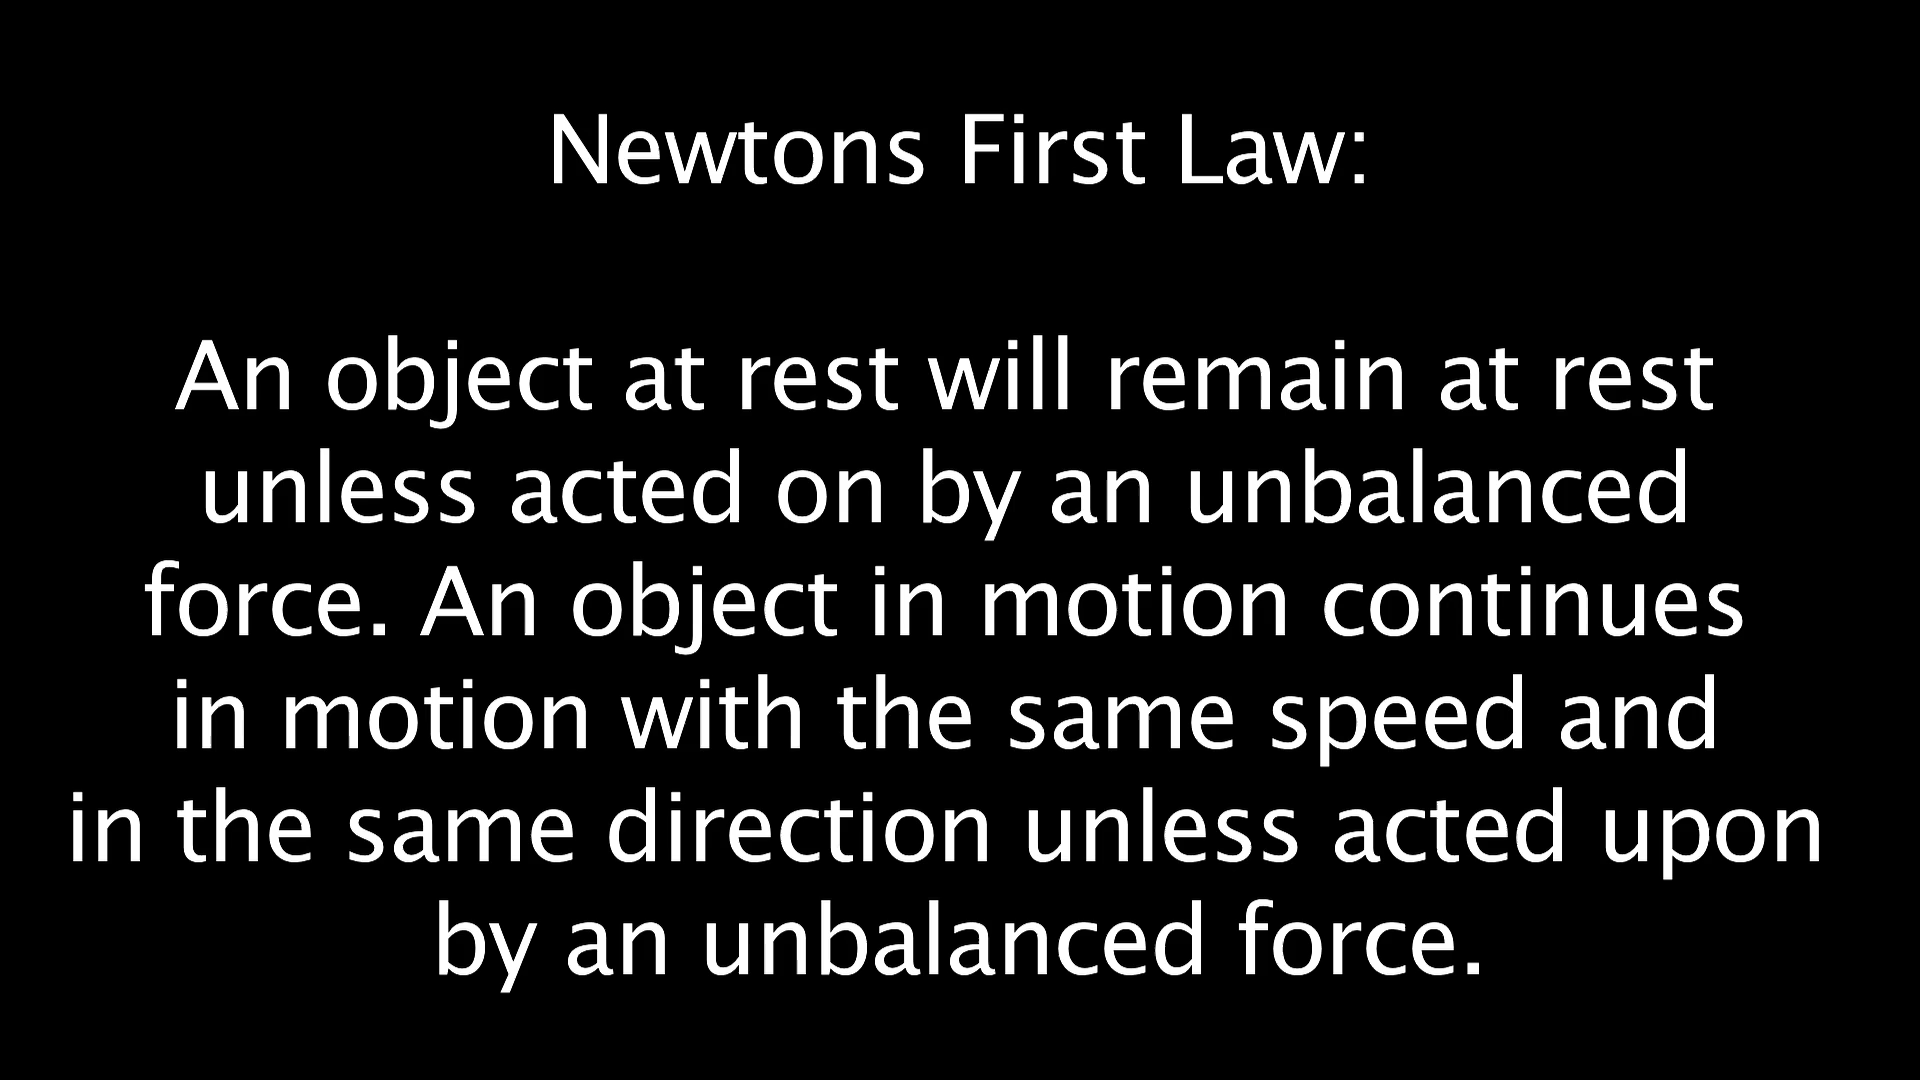 Newtons First Law:
An object at rest will remain at rest
unless acted on by an unbalanced
force. An object in motion continues
in motion with the same speed and
in the same direction unless acted upon
by an unbalanced force.